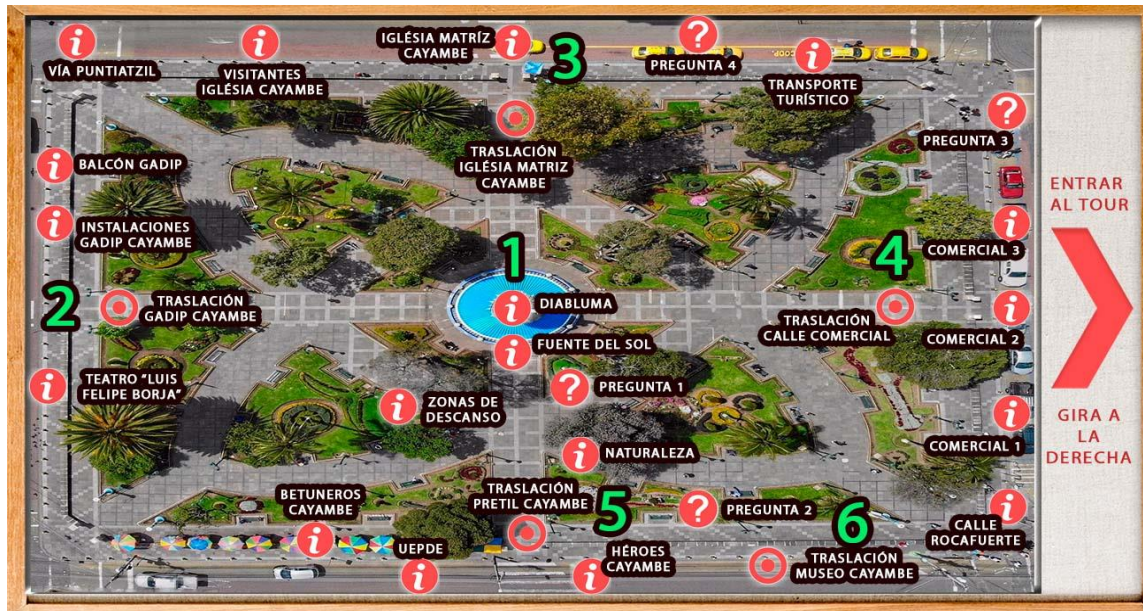 IGLÉSIA MATRÍZ
CAYAMBE
3
VÍA PUNTIATZIL
VISITANTES
IGLÉSIA CAYAMBE
PREGUNTA 4
TRANSPORTE
TURÍSTICO
PREGUNTA 3
TRASLACIÓN
IGLÉSIA MATRIZ
CAYAMBE
BALCÓN GADIP
INSTALACIONES
GADIP CAYAMBE
ENTRAR
AL TOUR
COMERCIAL 3
1
4
2
TRASLACIÓN
GADIP CAYAMBE
DIABLUMA
TRASLACIÓN
CALLE COMERCIAL
COMERCIAL 2
FUENTE DEL SOL
TEATRO "LUIS
FELIPE BORJA"
PREGUNTA 1
ZONAS DE
DESCANSO
COMERCIAL 1
GIRA A
LA
DERECHA
NATURALEZA
BETUNEROS
CAYAMBE
TRASLACIÓN
PRETIL CAYAMBE
5
PREGUNTA 2
6
CALLE
ROCAFUERTE
UEPDE
HÉROES
CAYAMBE
TRASLACIÓN
MUSEO CAYAMBE